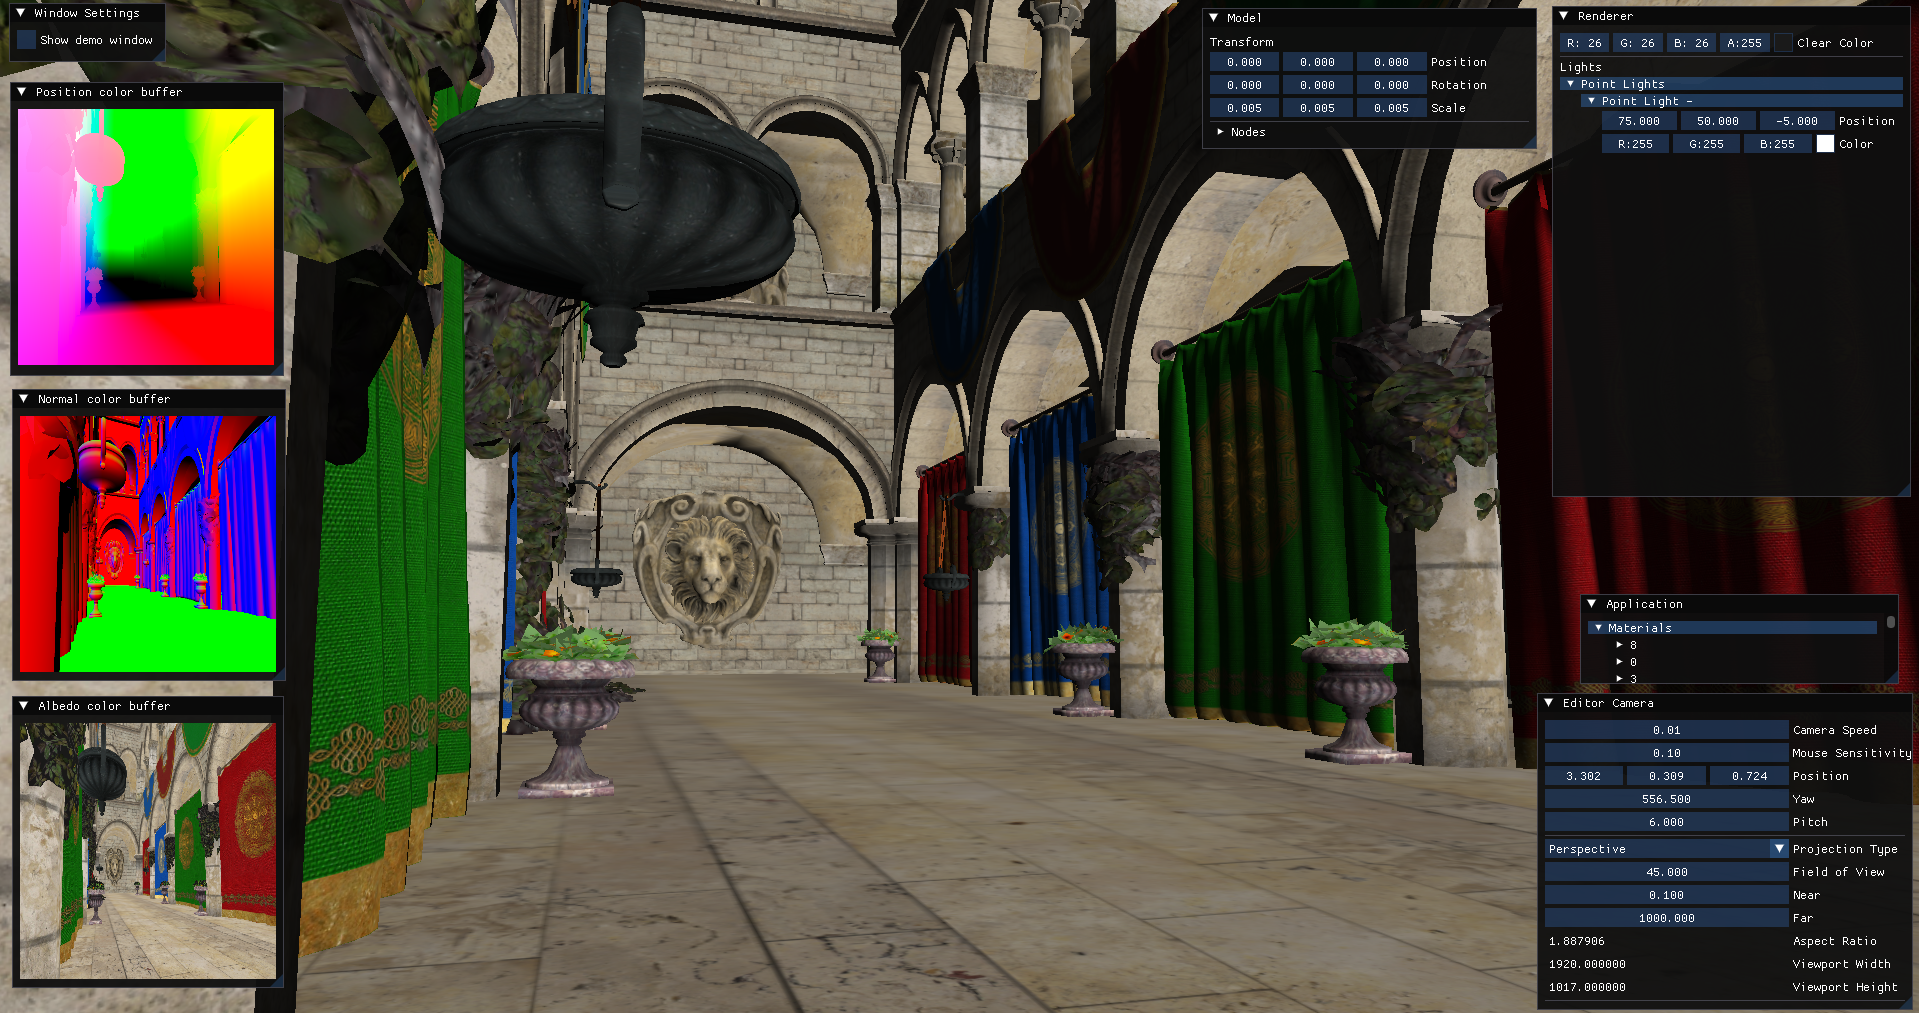 Window Settings
Show demo window
Position color buffer
Normal color buffer
Albedo color buffer
Model
Transform
0.000 0.000 0.000 Position
0.000 0.000 0.000 Rotation
0.005 0.005 0.005 Scale
Nodes
Renderer
R: 26 G: 26 B: 26 A:255 Clear Color
Lights
Point Lights
Point Light -
75.000 50.000 -5.000 Position
R:255 G:255 B:255 Color
Application
Materials
8
0
3
Editor Camera
0.01 Camera Speed
0.10 Mouse Sensitivity
3.302 0.309 0.724 Position
556.500 Yaw
6.000 Pitch
Perspective Projection Type
45.000 Field of View
0.100 Near
1000.000 Far
1.887906 Aspect Ratio
1920.000000 Viewport Width
1017.000000 Viewport Height